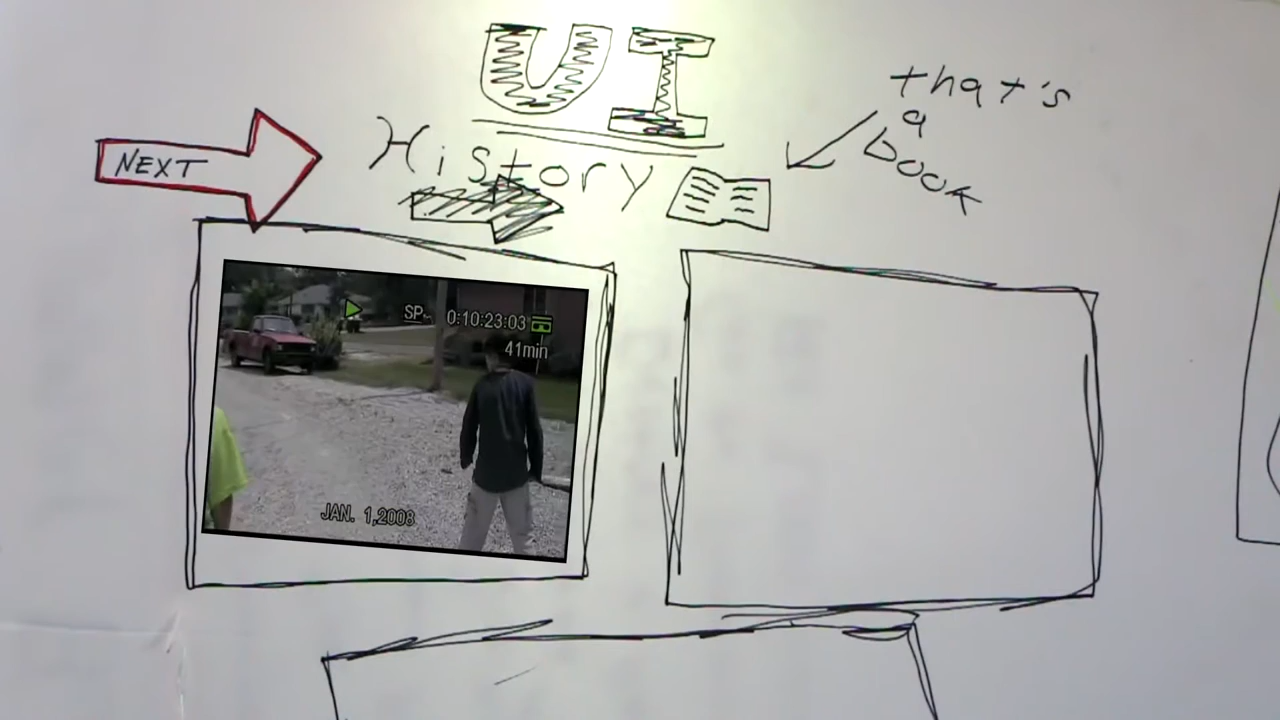 UI
History
NEXT
that's
a
book
SP
0:10:23:03
41min
JAN. 1,2008